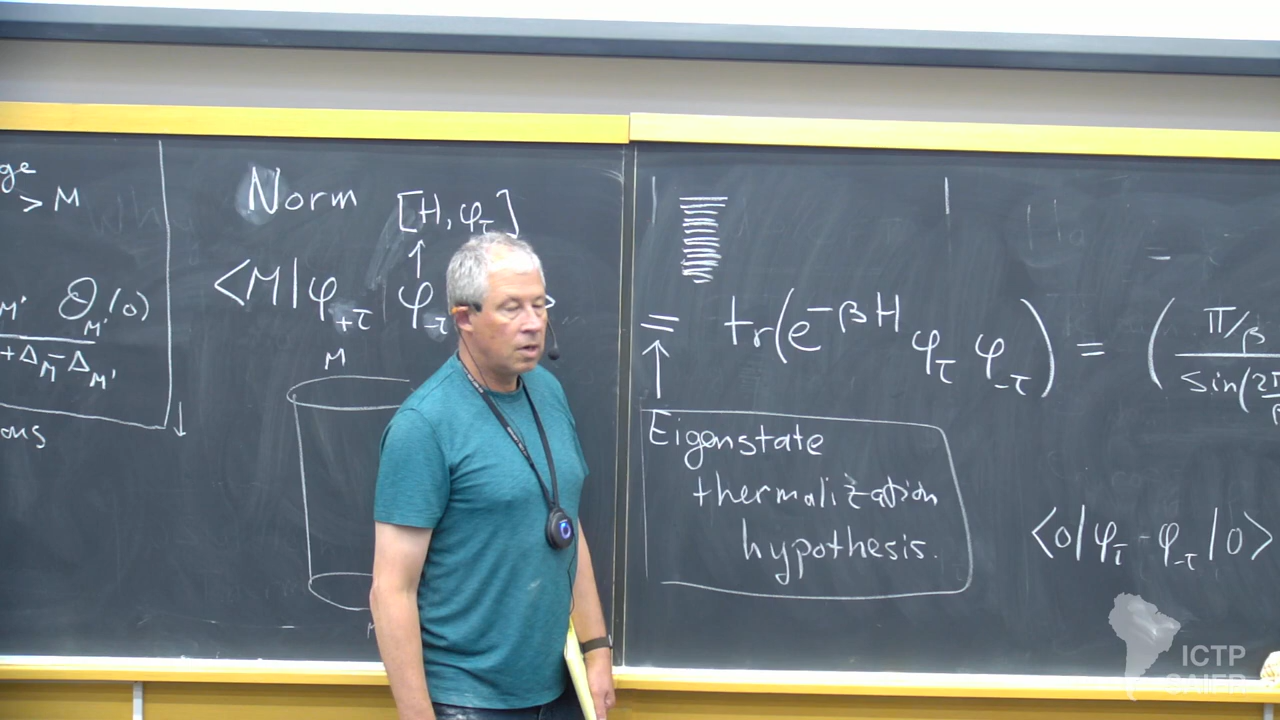 ge
> M
M' 𝒪_M'(0)
+Δ_M-Δ_M'
ons
Norm
[H, φ_τ]
↑
<M|φ_{+τ} φ_{-τ}
M
= tr(e^{-βH} φ_τ φ_{-τ}) = (π/β
sin(2π
↑
Eigenstate
thermalization
hypothesis.
<0|φ_τ - φ_{-τ}|0>
ICTP
SAIFR